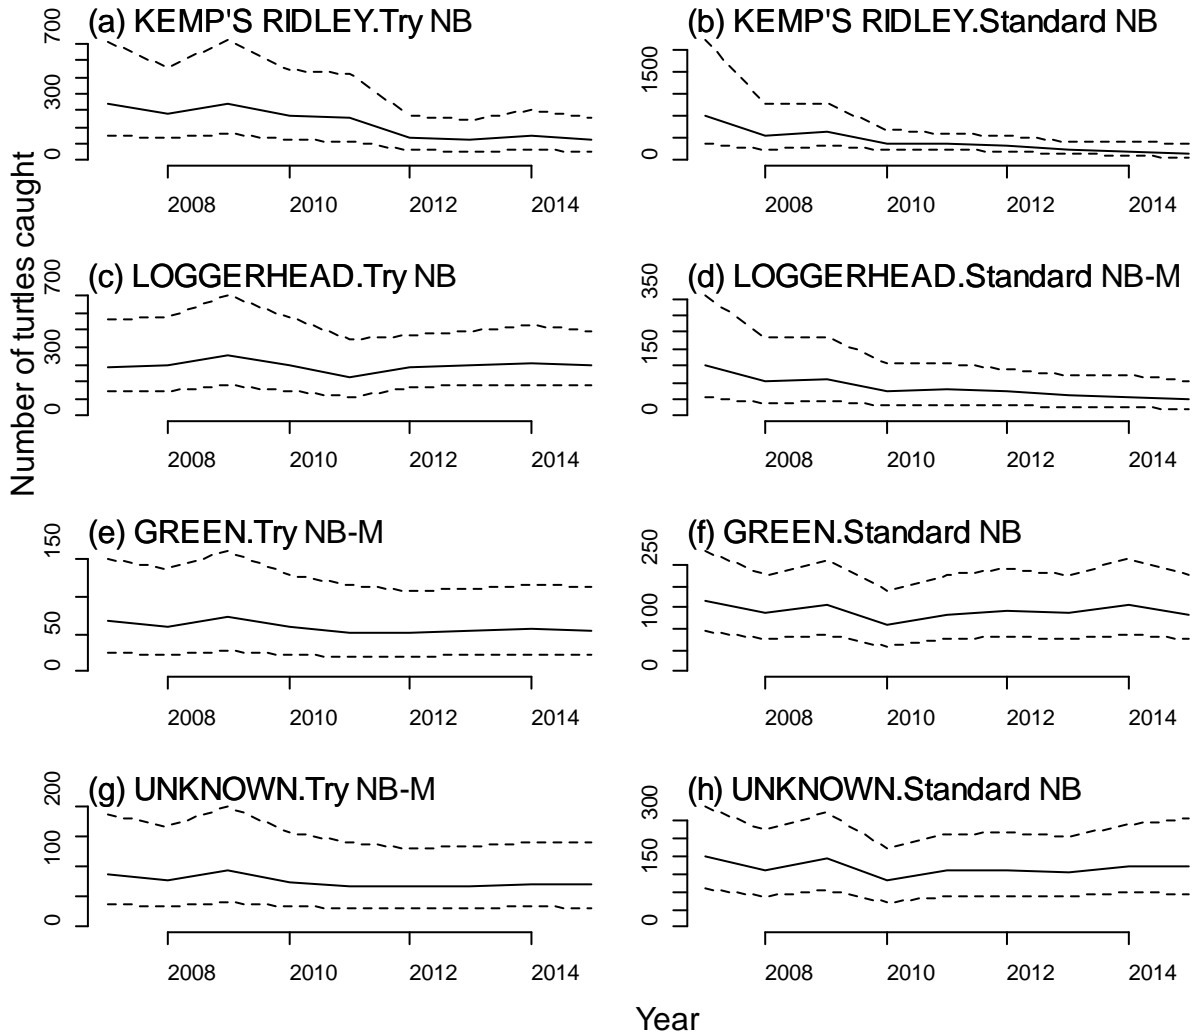 (a) KEMP'S RIDLEY.Try NB
(b) KEMP'S RIDLEY.Standard NB
0 300 700
2008 2010 2012 2014
0 1500
2008 2010 2012 2014
(c) LOGGERHEAD.Try NB
(d) LOGGERHEAD.Standard NB-M
0 300 700
2008 2010 2012 2014
0 150 350
2008 2010 2012 2014
(e) GREEN.Try NB-M
(f) GREEN.Standard NB
0 50 150
2008 2010 2012 2014
0 100 250
2008 2010 2012 2014
(g) UNKNOWN.Try NB-M
(h) UNKNOWN.Standard NB
0 100 200
2008 2010 2012 2014
0 150 300
2008 2010 2012 2014
Number of turtles caught
Year